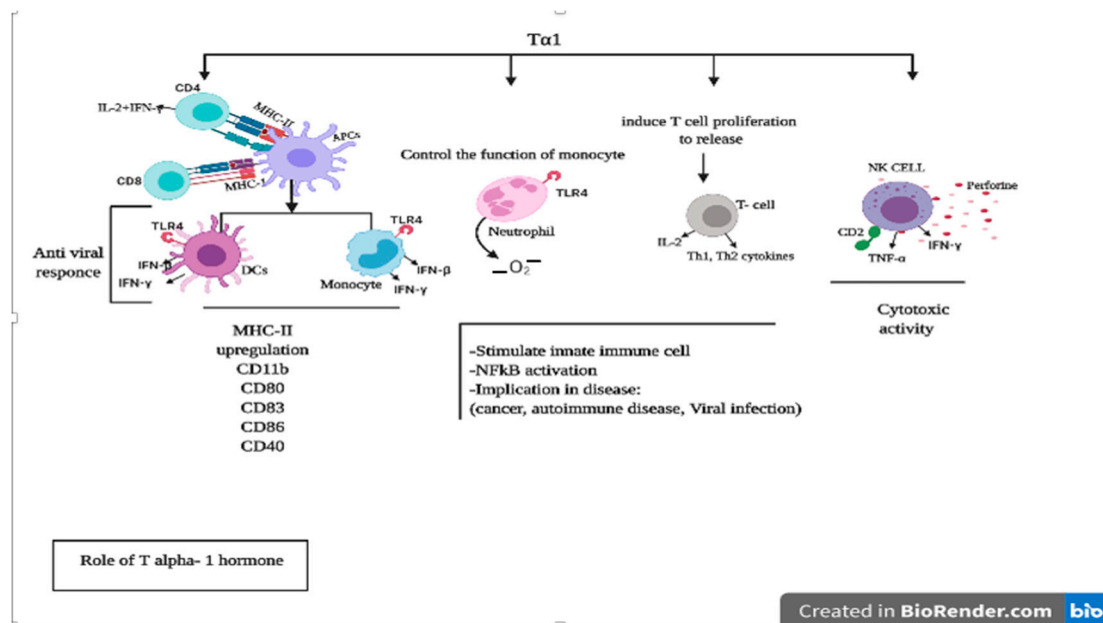 Tα1
CD4
IL-2+IFN-γ
MHC-II
APCs
CD8
MHC-1
Anti viral
responce
TLR4
IFN-β
IFN-γ
DCs
TLR4
Monocyte
IFN-β
IFN-γ
MHC-II
upregulation
CD11b
CD80
CD83
CD86
CD40
Control the function of monocyte
TLR4
Neutrophil
O2−
induce T cell proliferation
to release
T- cell
IL-2
Th1, Th2 cytokines
-Stimulate innate immune cell
-NFkB activation
-Implication in disease:
(cancer, autoimmune disease, Viral infection)
NK CELL
Perforine
CD2
TNF-α
IFN-γ
Cytotoxic
activity
Role of T alpha- 1 hormone
Created in BioRender.com bio